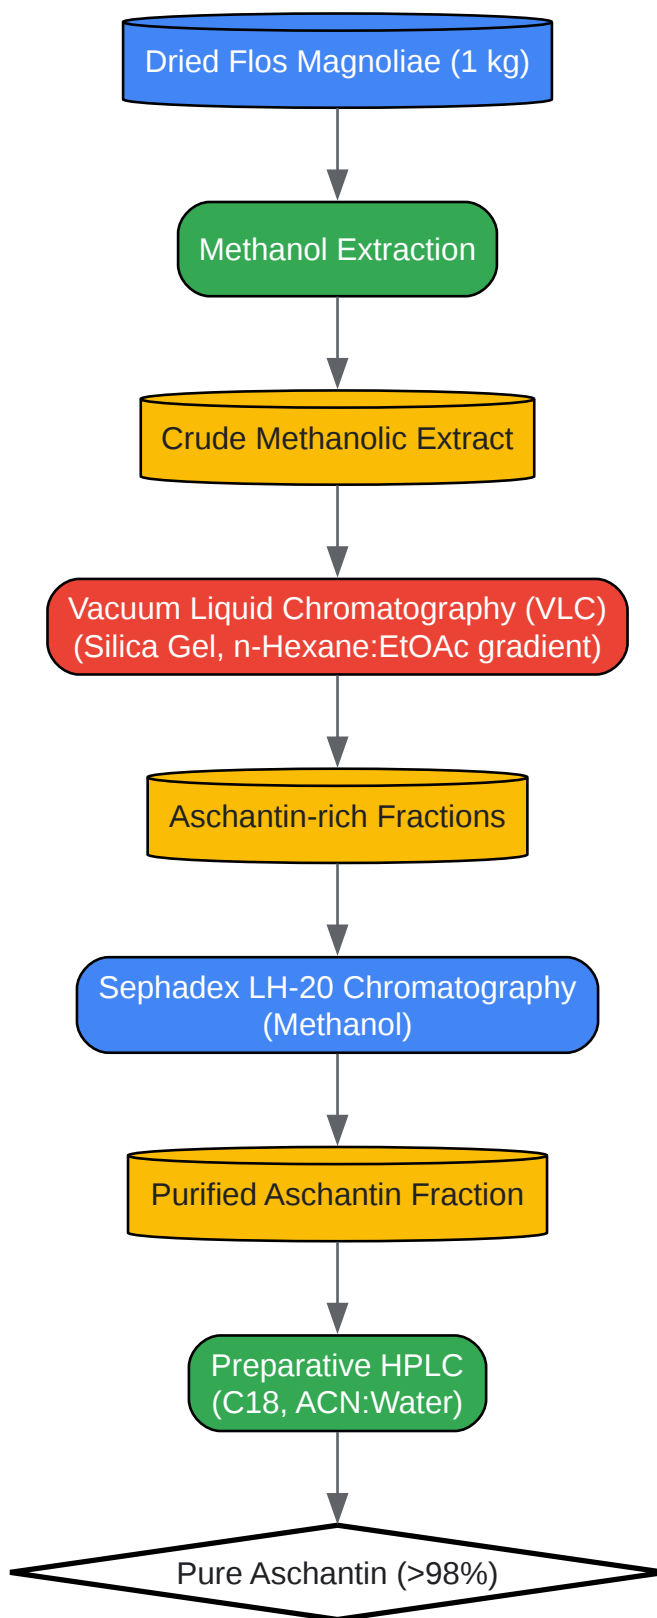 Dried Flos Magnoliae (1 kg)
Methanol Extraction
Crude Methanolic Extract
Vacuum Liquid Chromatography (VLC)
(Silica Gel, n-Hexane:EtOAc gradient)
Aschantin-rich Fractions
Sephadex LH-20 Chromatography
(Methanol)
Purified Aschantin Fraction
Preparative HPLC
(C18, ACN:Water)
Pure Aschantin (>98%)